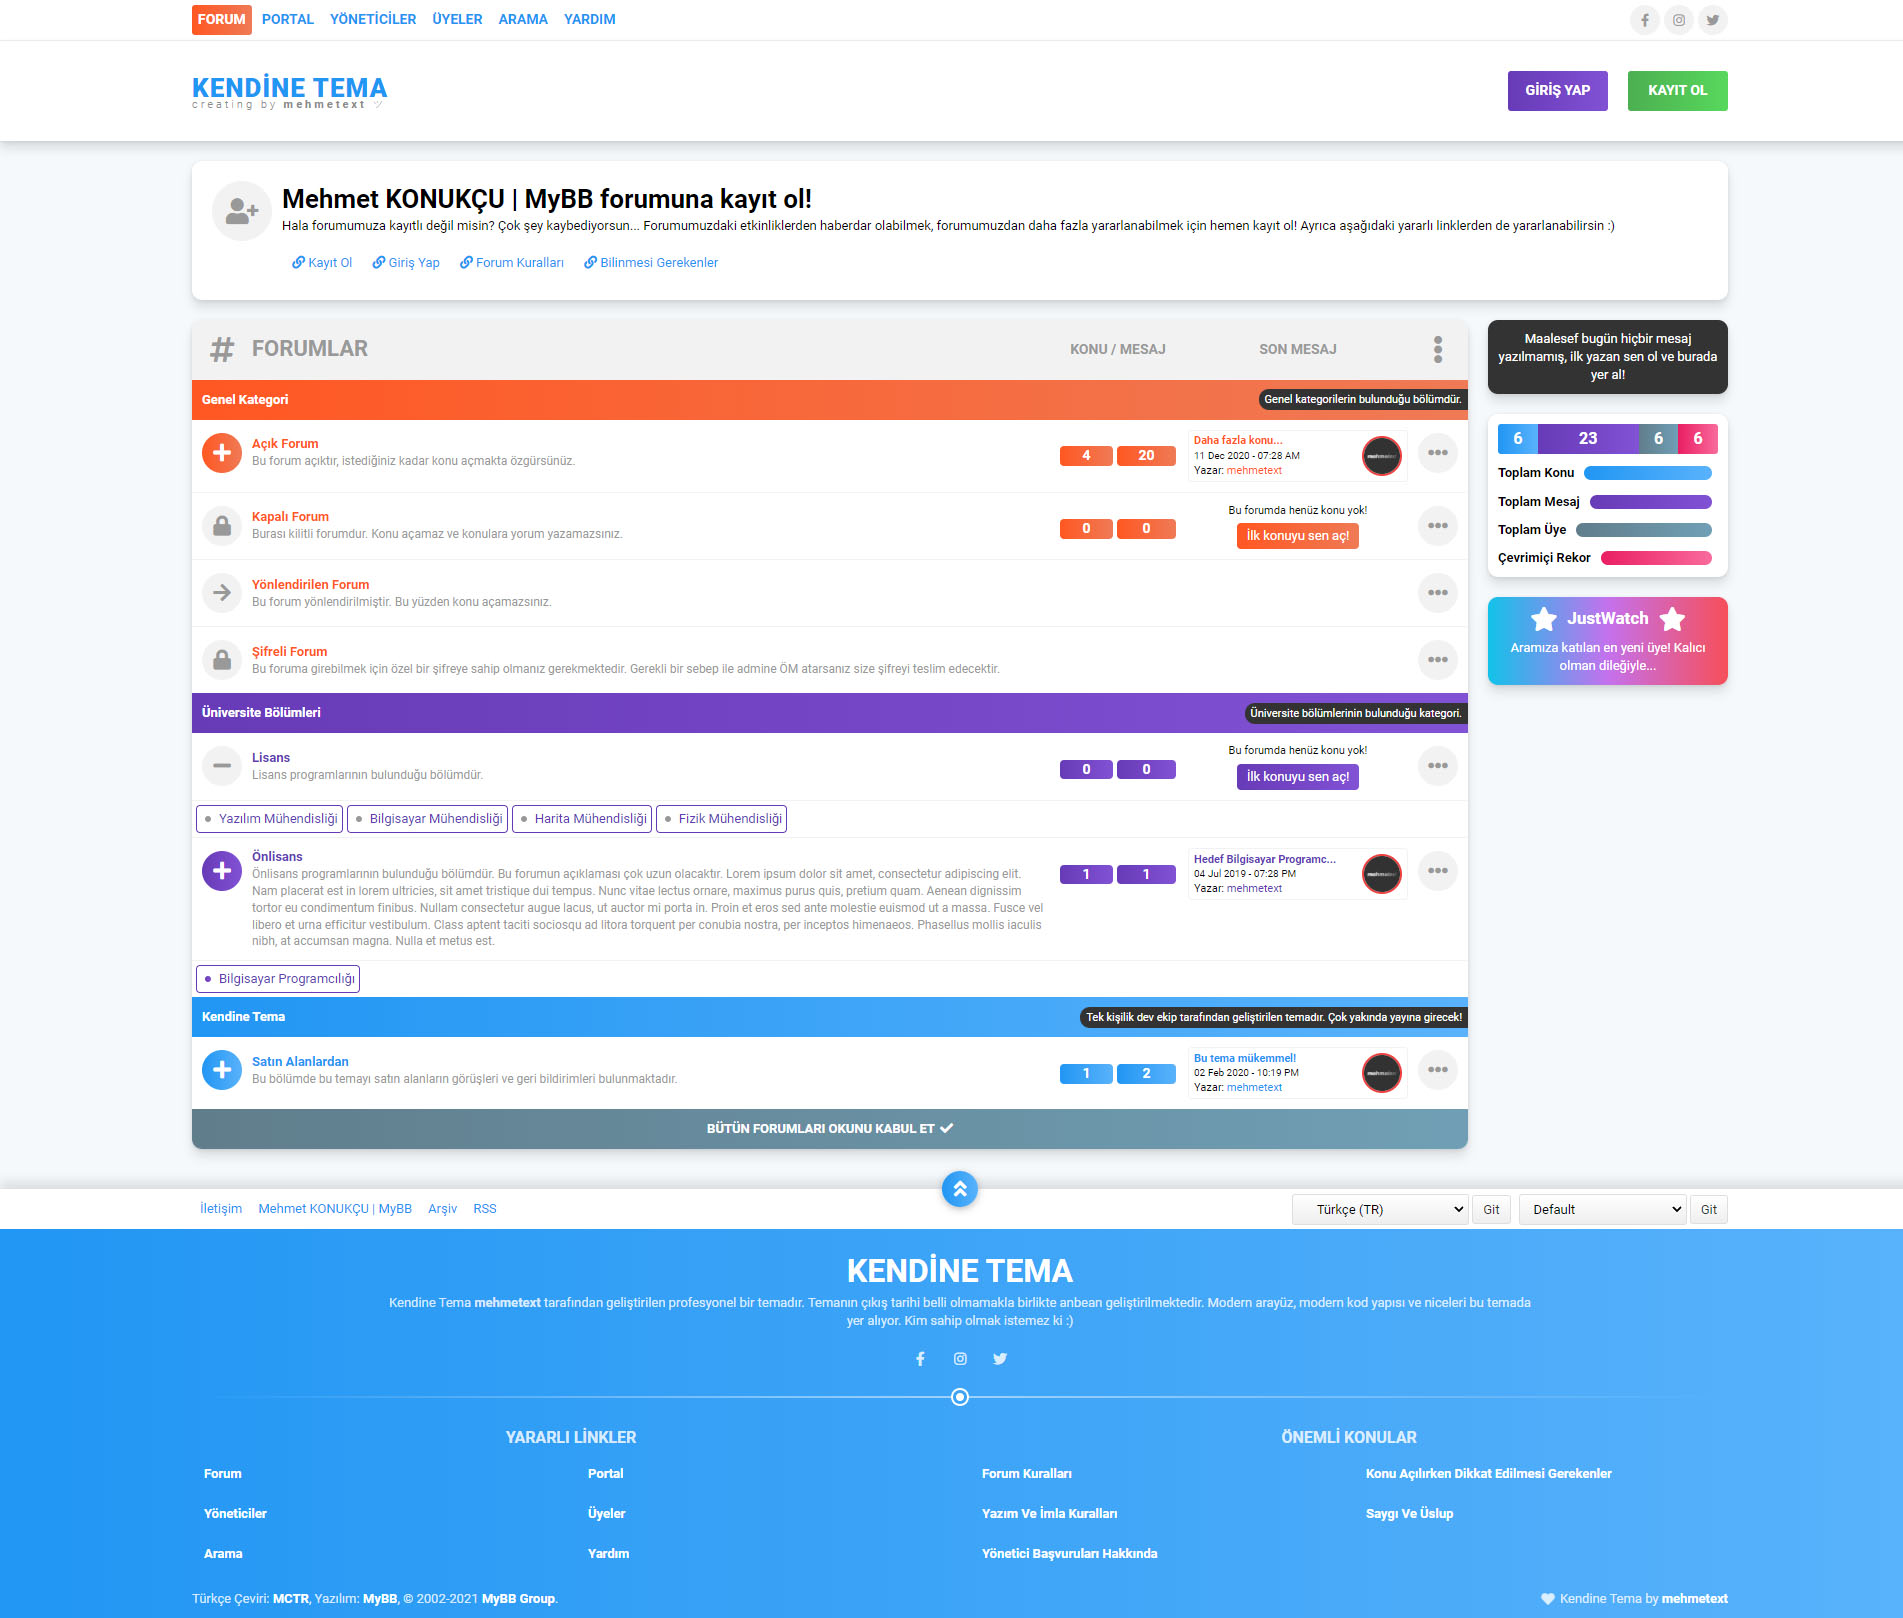 FORUM PORTAL YÖNETİCİLER ÜYELER ARAMA YARDIM
KENDİNE TEMA
creating by mehmetext ツ
GİRİŞ YAP KAYIT OL
Mehmet KONUKÇU | MyBB forumuna kayıt ol!
Hala forumumuza kayıtlı değil misin? Çok şey kaybediyorsun... Forumumuzdaki etkinliklerden haberdar olabilmek, forumumuzdan daha fazla yararlanabilmek için hemen kayıt ol! Ayrıca aşağıdaki yararlı linklerden de yararlanabilirsin :)
Kayıt Ol Giriş Yap Forum Kuralları Bilinmesi Gerekenler
FORUMLAR KONU / MESAJ SON MESAJ
Genel Kategori Genel kategorilerin bulunduğu bölümdür.
Açık Forum
Bu forum açıktır, istediğiniz kadar konu açmakta özgürsünüz.
4 20
Daha fazla konu...
11 Dec 2020 - 07:28 AM
Yazar: mehmetext
mehmetext
Kapalı Forum
Burası kilitli forumdur. Konu açamaz ve konulara yorum yazamazsınız.
0 0
Bu forumda henüz konu yok!
İlk konuyu sen aç!
Yönlendirilen Forum
Bu forum yönlendirilmiştir. Bu yüzden konu açamazsınız.
Şifreli Forum
Bu foruma girebilmek için özel bir şifreye sahip olmanız gerekmektedir. Gerekli bir sebep ile admine ÖM atarsanız size şifreyi teslim edecektir.
Üniversite Bölümleri Üniversite bölümlerinin bulunduğu kategori.
Lisans
Lisans programlarının bulunduğu bölümdür.
0 0
Bu forumda henüz konu yok!
İlk konuyu sen aç!
Yazılım Mühendisliği Bilgisayar Mühendisliği Harita Mühendisliği Fizik Mühendisliği
Önlisans
Önlisans programlarının bulunduğu bölümdür. Bu forumun açıklaması çok uzun olacaktır. Lorem ipsum dolor sit amet, consectetur adipiscing elit.
Nam placerat est in lorem ultricies, sit amet tristique dui tempus. Nunc vitae lectus ornare, maximus purus quis, pretium quam. Aenean dignissim
tortor eu condimentum finibus. Nullam consectetur augue lacus, ut auctor mi porta in. Proin et eros sed ante molestie euismod ut a massa. Fusce vel
libero et urna efficitur vestibulum. Class aptent taciti sociosqu ad litora torquent per conubia nostra, per inceptos himenaeos. Phasellus mollis iaculis
nibh, at accumsan magna. Nulla et metus est.
1 1
Hedef Bilgisayar Programc...
04 Jul 2019 - 07:28 PM
Yazar: mehmetext
mehmetext
Bilgisayar Programcılığı
Kendine Tema Tek kişilik dev ekip tarafından geliştirilen temadır. Çok yakında yayına girecek!
Satın Alanlardan
Bu bölümde bu temayı satın alanların görüşleri ve geri bildirimleri bulunmaktadır.
1 2
Bu tema mükemmel!
02 Feb 2020 - 10:19 PM
Yazar: mehmetext
mehmetext
BÜTÜN FORUMLARI OKUNU KABUL ET
Maalesef bugün hiçbir mesaj
yazılmamış, ilk yazan sen ol ve burada
yer al!
6 23 6 6
Toplam Konu
Toplam Mesaj
Toplam Üye
Çevrimiçi Rekor
JustWatch
Aramıza katılan en yeni üye! Kalıcı
olman dileğiyle...
İletişim Mehmet KONUKÇU | MyBB Arşiv RSS
Türkçe (TR) Git Default Git
KENDİNE TEMA
Kendine Tema mehmetext tarafından geliştirilen profesyonel bir temadır. Temanın çıkış tarihi belli olmamakla birlikte anbean geliştirilmektedir. Modern arayüz, modern kod yapısı ve niceleri bu temada
yer alıyor. Kim sahip olmak istemez ki :)
YARARLI LİNKLER ÖNEMLİ KONULAR
Forum Portal Forum Kuralları Konu Açılırken Dikkat Edilmesi Gerekenler
Yöneticiler Üyeler Yazım Ve İmla Kuralları Saygı Ve Üslup
Arama Yardım Yönetici Başvuruları Hakkında
Türkçe Çeviri: MCTR, Yazılım: MyBB, © 2002-2021 MyBB Group.
Kendine Tema by mehmetext